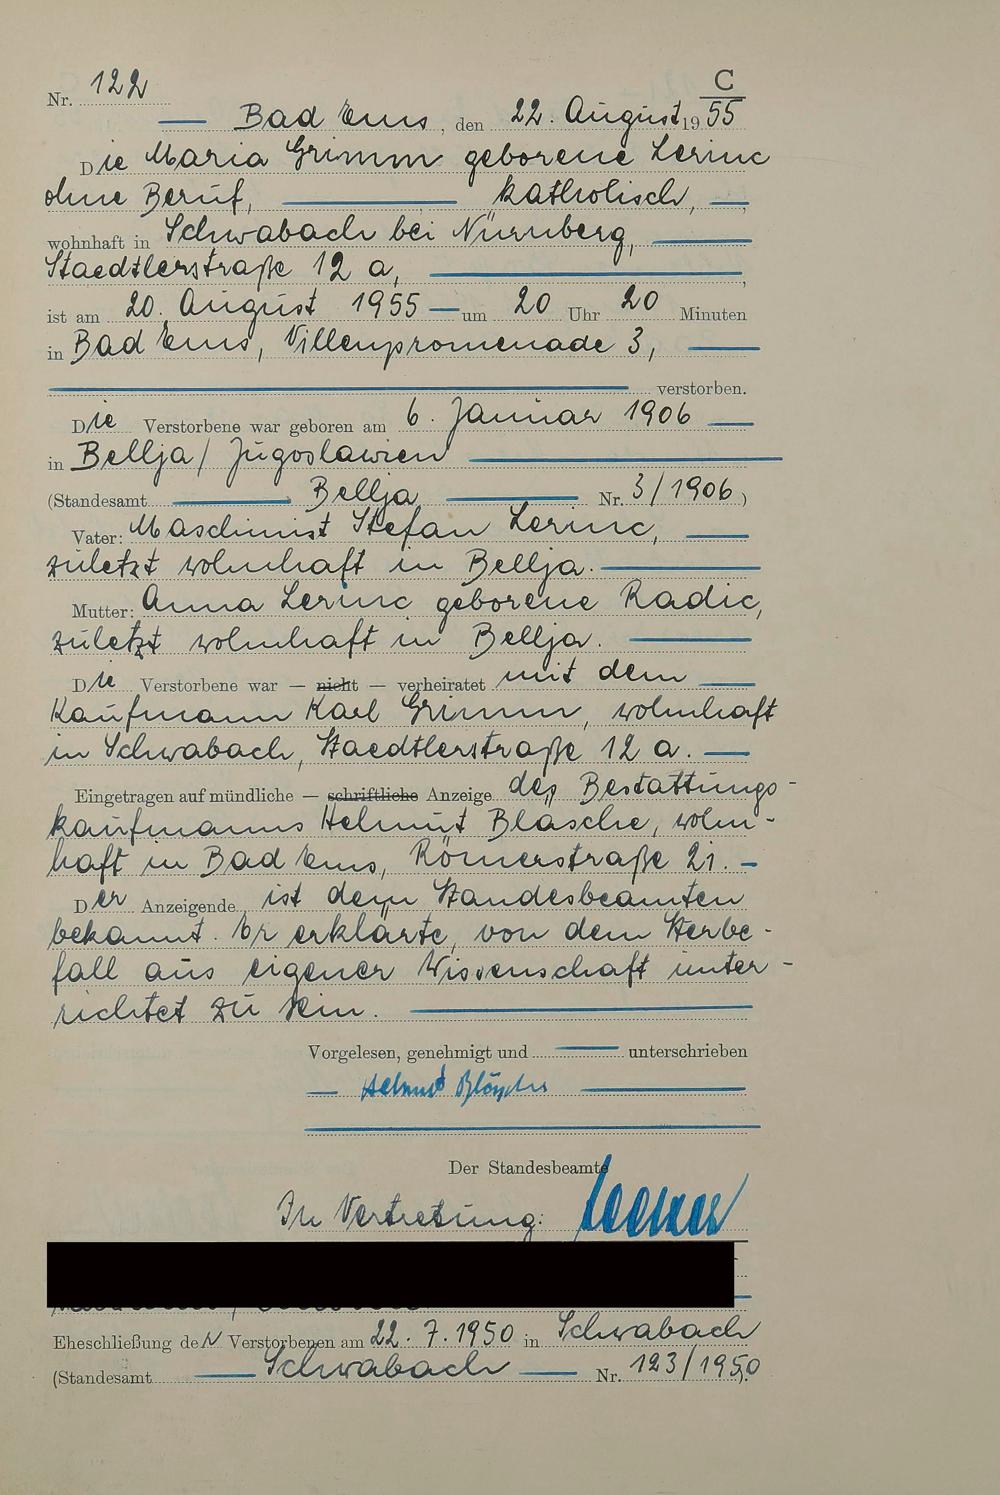 C
Nr. 122
— Bad Ems, den 22. August 1955
Die Maria Grimm geborene Lerinc
ohne Beruf, — katholisch, —,
wohnhaft in Schwabach bei Nürnberg, —
Staedtlerstraße 12 a, —,
ist am 20. August 1955 — um 20 Uhr 20 Minuten
in Bad Ems, Villenpromenade 3, —
— verstorben.
Die Verstorbene war geboren am 6. Januar 1906 —
in Bellja / Jugoslawien —
(Standesamt — Bellja — Nr. 3/1906)
Vater: Maschinist Stefan Lerinc, —
zuletzt wohnhaft in Bellja. —
Mutter: Anna Lerinc geborene Radic,
zuletzt wohnhaft in Bellja. —
Die Verstorbene war — nicht — verheiratet mit dem —
Kaufmann Karl Grimm, wohnhaft
in Schwabach, Staedtlerstraße 12 a. —
Eingetragen auf mündliche — schriftliche Anzeige des Bestattungs-
kaufmanns Helmut Blasche, wohn-
haft in Bad Ems, Römerstraße 21. —
Der Anzeigende ist dem Standesbeamten
bekannt. Er erklärte, von dem Sterbe-
fall aus eigener Wissenschaft unter-
richtet zu sein. —
Vorgelesen, genehmigt und — unterschrieben
— Helmut —
Der Standesbeamte
In Vertretung:
Eheschließung der Verstorbenen am 22. 7. 1950 in Schwabach
(Standesamt — Schwabach — Nr. 123/1950)